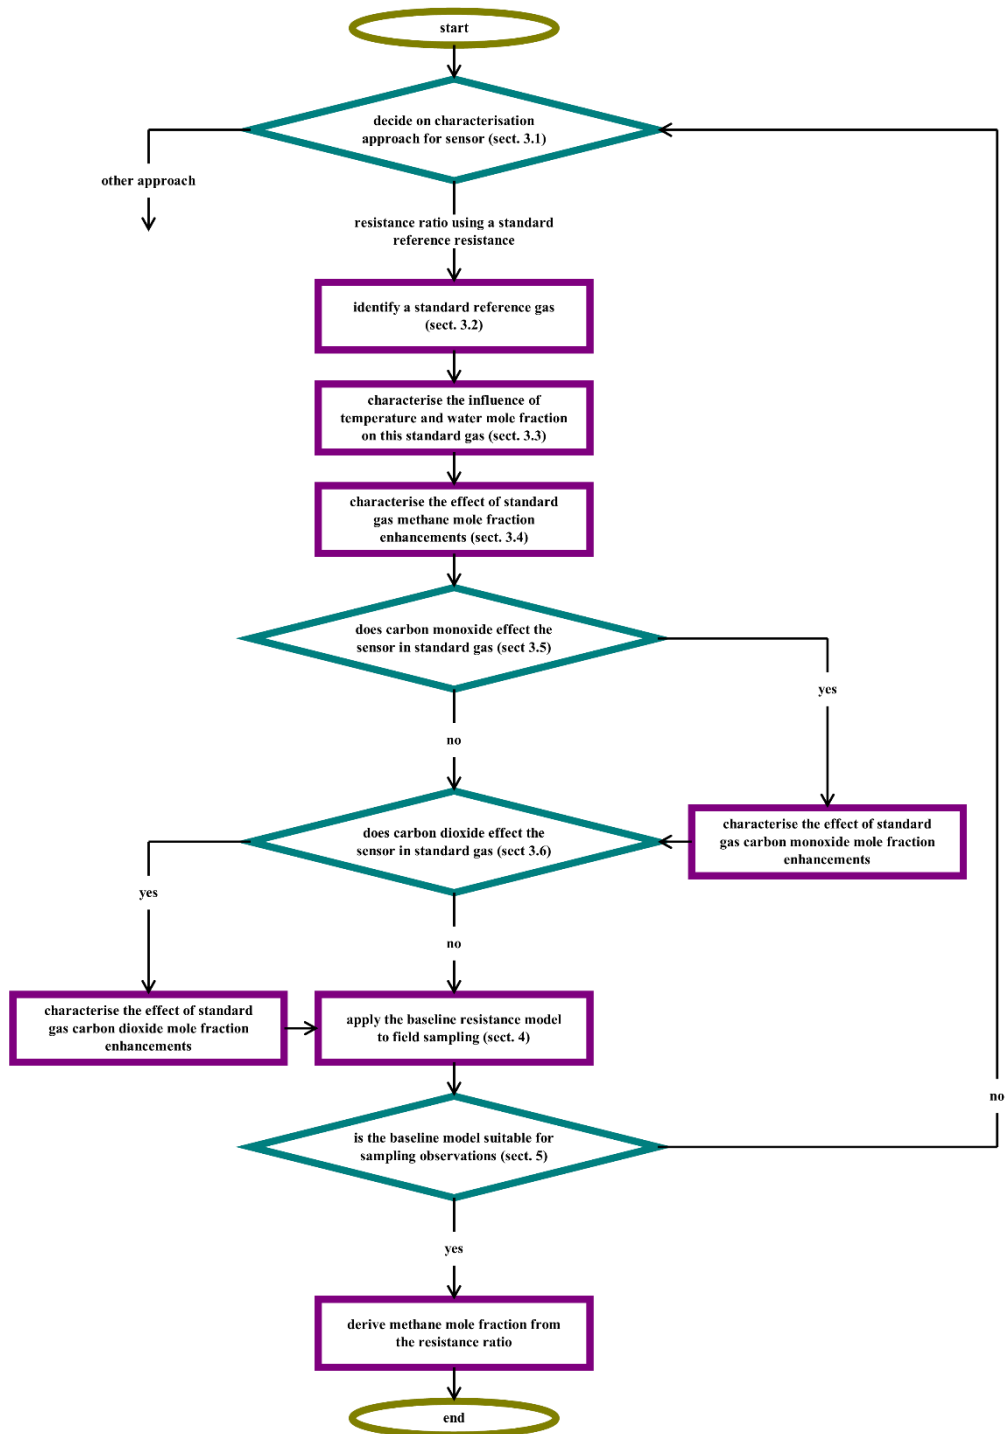 start
decide on characterisation
approach for sensor (sect. 3.1)
other approach
resistance ratio using a standard
reference resistance
identify a standard reference gas
(sect. 3.2)
characterise the influence of
temperature and water mole fraction
on this standard gas (sect. 3.3)
characterise the effect of standard
gas methane mole fraction
enhancements (sect. 3.4)
does carbon monoxide effect the
sensor in standard gas (sect 3.5)
yes
no
does carbon dioxide effect the
sensor in standard gas (sect 3.6)
characterise the effect of standard
gas carbon monoxide mole fraction
enhancements
yes
no
characterise the effect of standard
gas carbon dioxide mole fraction
enhancements
apply the baseline resistance model
to field sampling (sect. 4)
no
is the baseline model suitable for
sampling observations (sect. 5)
yes
derive methane mole fraction from
the resistance ratio
end